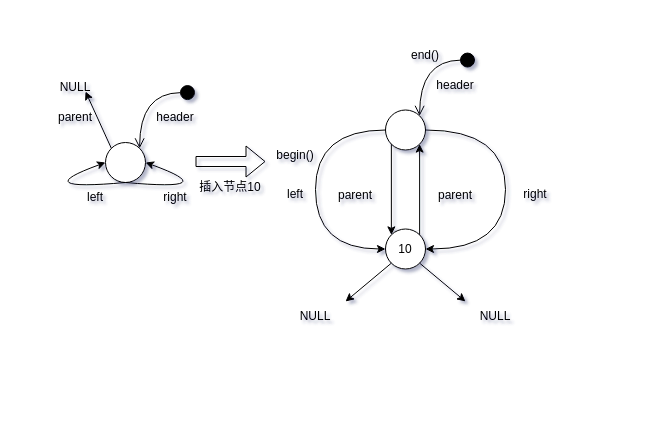 NULL
parent
header
left
right
插入节点10
end()
header
begin()
left
parent
parent
right
10
NULL
NULL